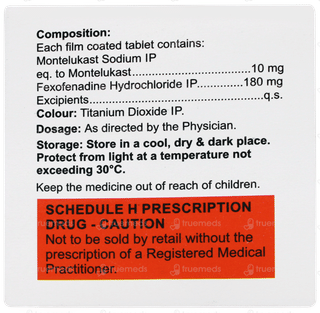 Composition:
Each film coated tablet contains:
Montelukast Sodium IP
eq. to Montelukast....................................10 mg
Fexofenadine Hydrochloride IP..............180 mg
Excipients..................................................q.s.
Colour: Titanium Dioxide IP.
Dosage: As directed by the Physician.
Storage: Store in a cool, dry & dark place.
Protect from light at a temperature not
exceeding 30°C.
Keep the medicine out of reach of children.
SCHEDULE H PRESCRIPTION
DRUG - CAUTION
Not to be sold by retail without the
prescription of a Registered Medical
Practitioner.
truemeds
truemeds
truemeds